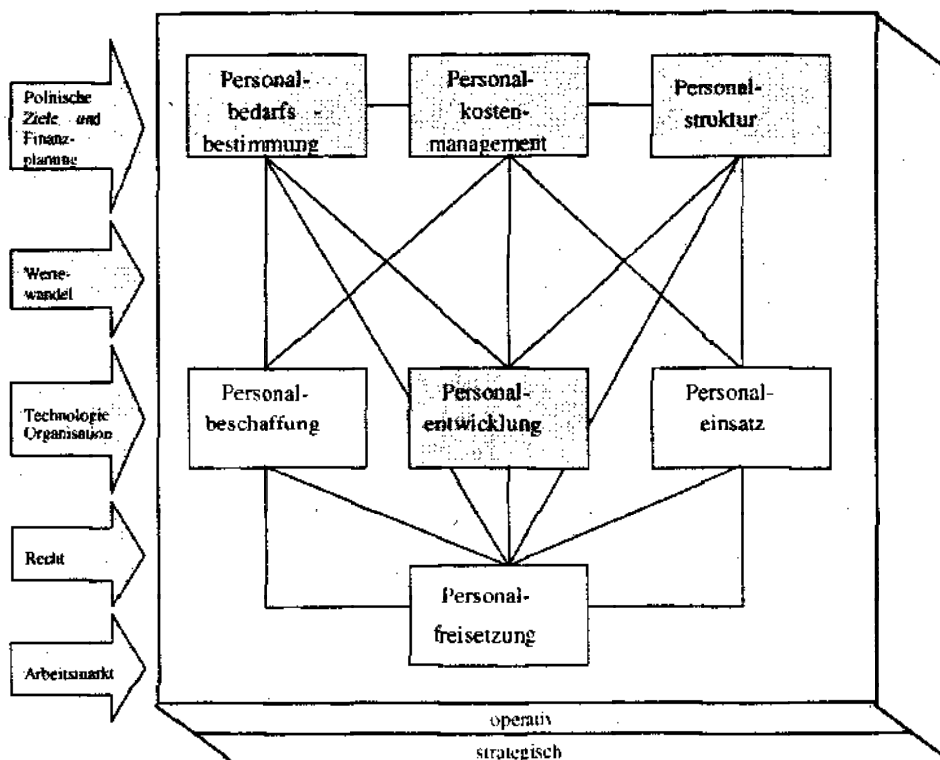 Politische
Ziele und
Finanz-
planung
Werte-
wandel
Technologie
Organisation
Recht
Arbeitsmarkt
Personal-
bedarfs -
bestimmung
Personal-
kosten-
management
Personal-
struktur
Personal-
beschaffung
Personal-
entwicklung
Personal-
einsatz
Personal-
freisetzung
operativ
strategisch